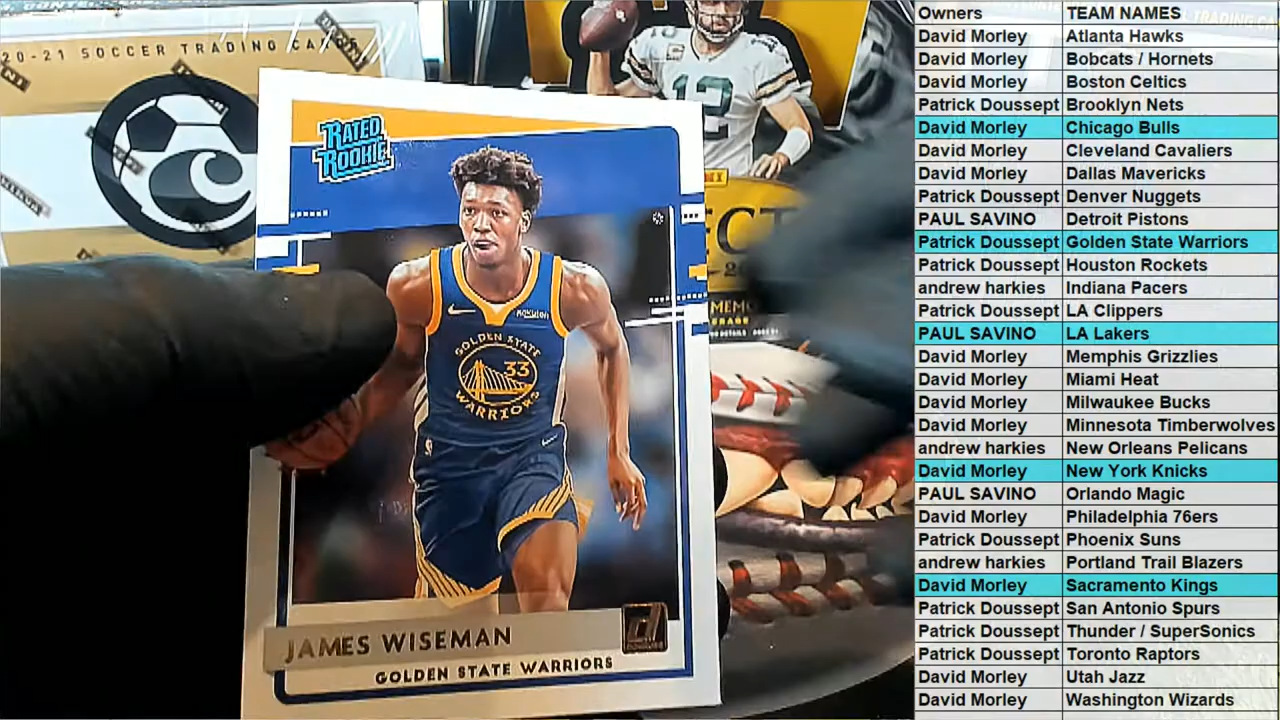 20-21 SOCCER TRADING CA
RATED
ROOKIE
12
Rakuten
GOLDEN STATE
33
WARRIORS
JAMES WISEMAN
GOLDEN STATE WARRIORS
Owners TEAM NAMES
David Morley Atlanta Hawks
David Morley Bobcats / Hornets
David Morley Boston Celtics
Patrick Doussept Brooklyn Nets
David Morley Chicago Bulls
David Morley Cleveland Cavaliers
David Morley Dallas Mavericks
Patrick Doussept Denver Nuggets
PAUL SAVINO Detroit Pistons
Patrick Doussept Golden State Warriors
Patrick Doussept Houston Rockets
andrew harkies Indiana Pacers
Patrick Doussept LA Clippers
PAUL SAVINO LA Lakers
David Morley Memphis Grizzlies
David Morley Miami Heat
David Morley Milwaukee Bucks
David Morley Minnesota Timberwolves
andrew harkies New Orleans Pelicans
David Morley New York Knicks
PAUL SAVINO Orlando Magic
David Morley Philadelphia 76ers
Patrick Doussept Phoenix Suns
andrew harkies Portland Trail Blazers
David Morley Sacramento Kings
Patrick Doussept San Antonio Spurs
Patrick Doussept Thunder / SuperSonics
Patrick Doussept Toronto Raptors
David Morley Utah Jazz
David Morley Washington Wizards